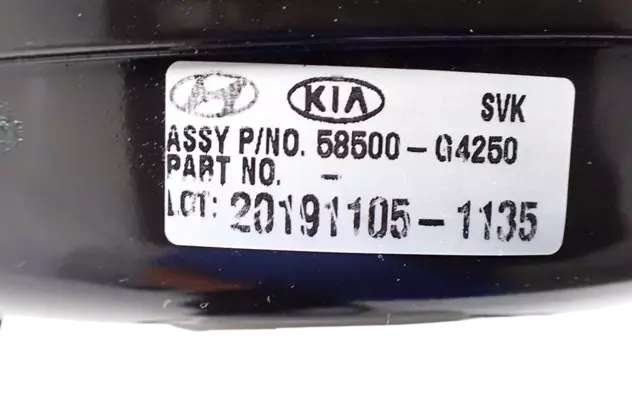 KIA SVK
ASSY P/NO. 58500-G4250
PART NO. -
LOT: 20191105-1135